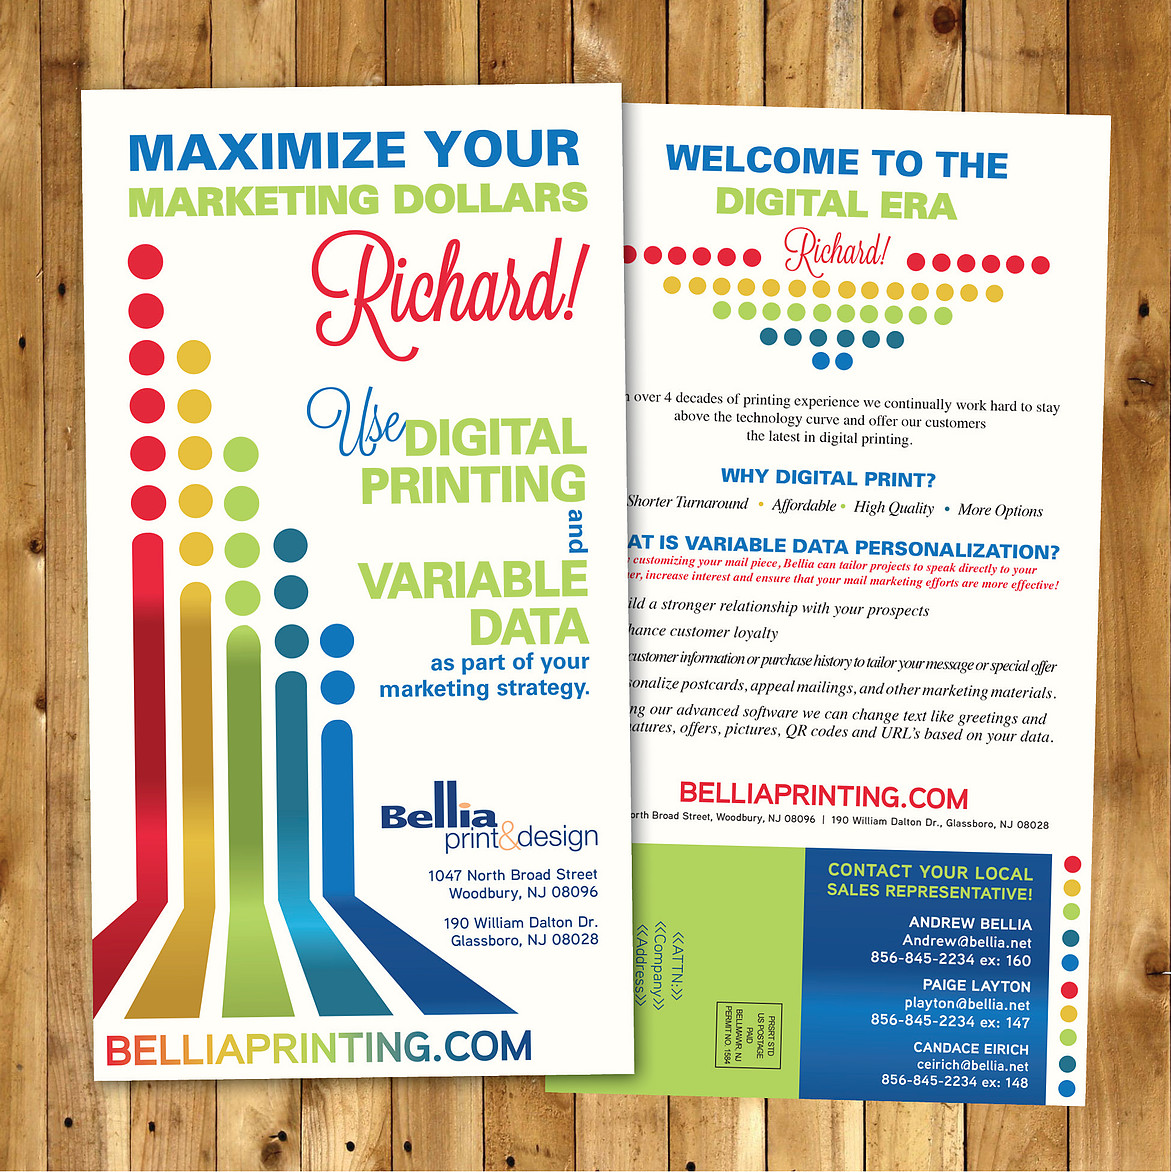 MAXIMIZE YOUR
MARKETING DOLLARS
Richard!
Use DIGITAL
PRINTING
and
VARIABLE
DATA
as part of your
marketing strategy.
Bellia
print&design
1047 North Broad Street
Woodbury, NJ 08096
190 William Dalton Dr.
Glassboro, NJ 08028
BELLIAPRINTING.COM
WELCOME TO THE
DIGITAL ERA
Richard!
over 4 decades of printing experience we continually work hard to stay
above the technology curve and offer our customers
the latest in digital printing.
WHY DIGITAL PRINT?
Shorter Turnaround • Affordable • High Quality • More Options
IS VARIABLE DATA PERSONALIZATION?
customizing your mail piece, Bellia can tailor projects to speak directly to your
increase interest and ensure that your mail marketing efforts are more effective!
a stronger relationship with your prospects
customer loyalty
customer information or purchase history to tailor your message or special offer
postcards, appeal mailings, and other marketing materials.
our advanced software we can change text like greetings and
offers, pictures, QR codes and URL's based on your data.
BELLIAPRINTING.COM
Broad Street, Woodbury, NJ 08096 | 190 William Dalton Dr., Glassboro, NJ 08028
<<ATTN:>>
<<Company>>
<<Address>>
PRSRT STD
US POSTAGE
PAID
BELLMAWR, NJ
PERMIT NO. 1584
CONTACT YOUR LOCAL
SALES REPRESENTATIVE!
ANDREW BELLIA
Andrew@bellia.net
856-845-2234 ex: 160
PAIGE LAYTON
playton@bellia.net
856-845-2234 ex: 147
CANDACE EIRICH
ceirich@bellia.net
856-845-2234 ex: 148